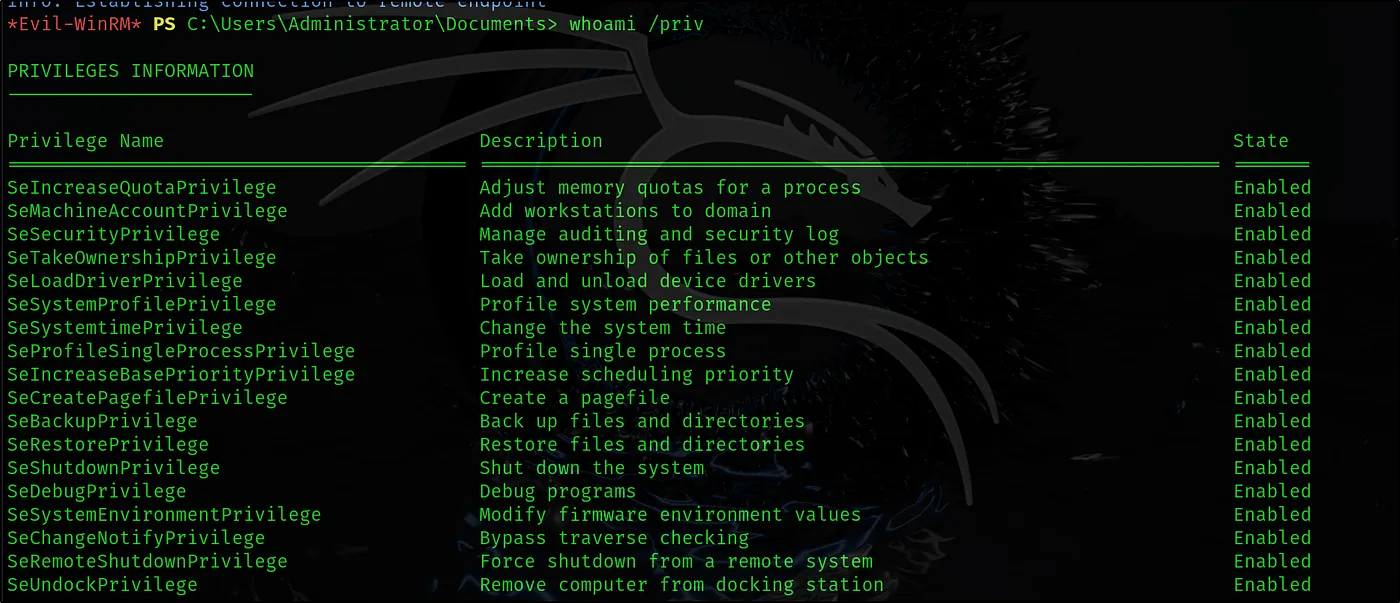 Info: Establishing connection to remote endpoint
*Evil-WinRM* PS C:\Users\Administrator\Documents> whoami /priv
PRIVILEGES INFORMATION
Privilege Name Description State
SeIncreaseQuotaPrivilege Adjust memory quotas for a process Enabled
SeMachineAccountPrivilege Add workstations to domain Enabled
SeSecurityPrivilege Manage auditing and security log Enabled
SeTakeOwnershipPrivilege Take ownership of files or other objects Enabled
SeLoadDriverPrivilege Load and unload device drivers Enabled
SeSystemProfilePrivilege Profile system performance Enabled
SeSystemtimePrivilege Change the system time Enabled
SeProfileSingleProcessPrivilege Profile single process Enabled
SeIncreaseBasePriorityPrivilege Increase scheduling priority Enabled
SeCreatePagefilePrivilege Create a pagefile Enabled
SeBackupPrivilege Back up files and directories Enabled
SeRestorePrivilege Restore files and directories Enabled
SeShutdownPrivilege Shut down the system Enabled
SeDebugPrivilege Debug programs Enabled
SeSystemEnvironmentPrivilege Modify firmware environment values Enabled
SeChangeNotifyPrivilege Bypass traverse checking Enabled
SeRemoteShutdownPrivilege Force shutdown from a remote system Enabled
SeUndockPrivilege Remove computer from docking station Enabled